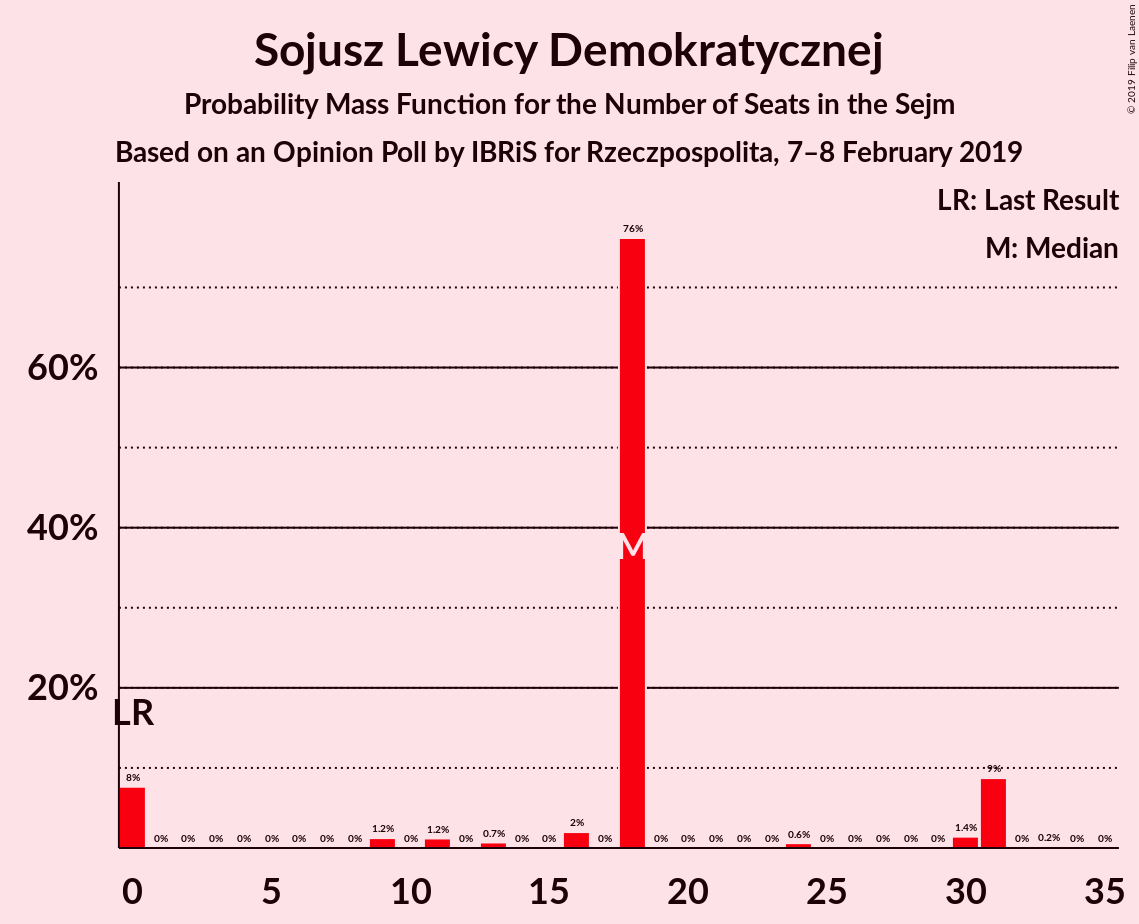 Sojusz Lewicy Demokratycznej
Probability Mass Function for the Number of Seats in the Sejm
Based on an Opinion Poll by IBRiS for Rzeczpospolita, 7–8 February 2019
© 2019 Filip van Laenen
LR: Last Result
M: Median
76%
60%
40%
M
20%
LR
8% 0% 0% 0% 0% 0% 0% 0% 0% 1.2% 0% 1.2% 0% 0.7% 0% 0% 2% 0% 0% 0% 0% 0% 0% 0.6% 0% 0% 0% 0% 0% 1.4% 9% 0% 0.2% 0% 0%
0 5 10 15 20 25 30 35